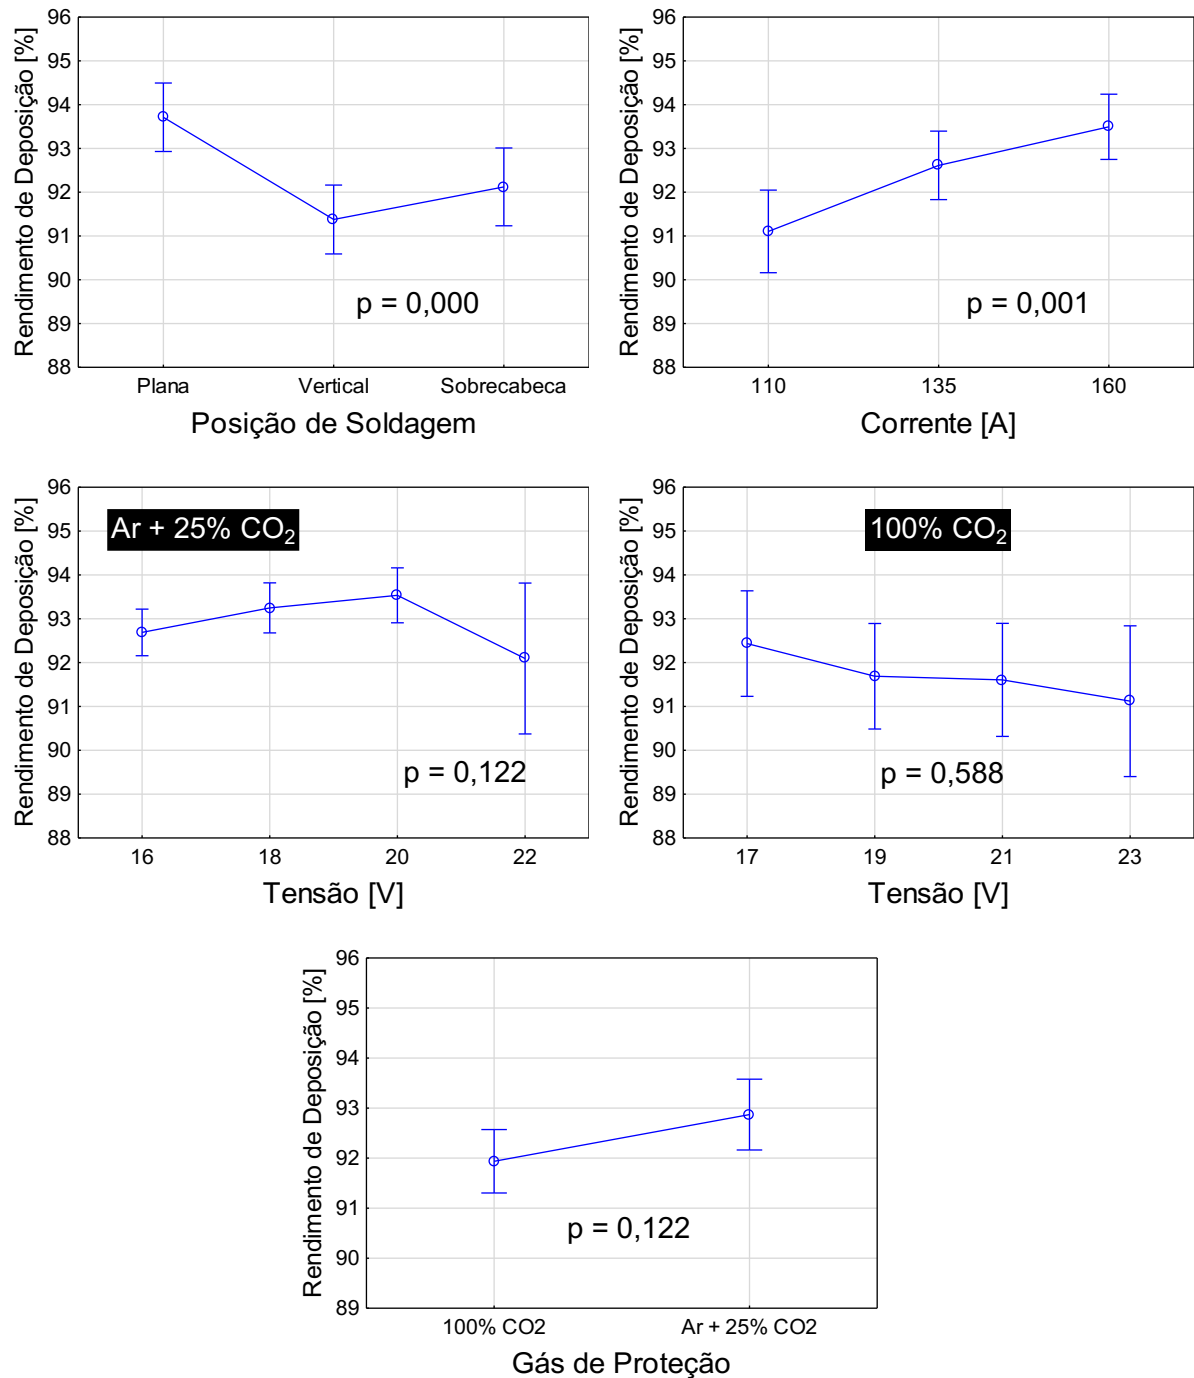 Rendimento de Deposição [%]
96
95
94
93
92
91
90
89
88
p = 0,000
Plana Vertical Sobrecabeca
Posição de Soldagem
Rendimento de Deposição [%]
96
95
94
93
92
91
90
89
88
p = 0,001
110 135 160
Corrente [A]
Rendimento de Deposição [%]
96
95
94
93
92
91
90
89
88
Ar + 25% CO₂
p = 0,122
16 18 20 22
Tensão [V]
Rendimento de Deposição [%]
96
95
94
93
92
91
90
89
88
100% CO₂
p = 0,588
17 19 21 23
Tensão [V]
Rendimento de Deposição [%]
96
95
94
93
92
91
90
89
p = 0,122
100% CO2 Ar + 25% CO2
Gás de Proteção